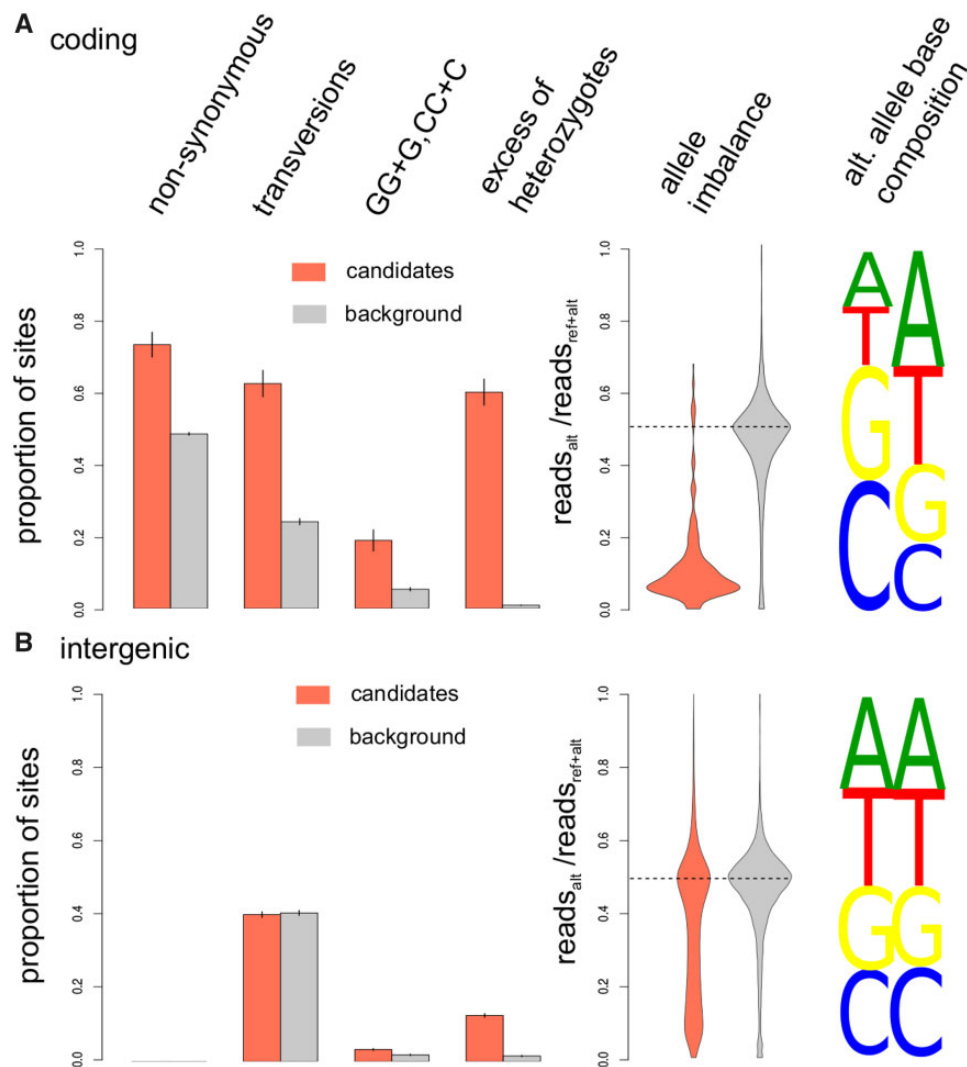 A coding
non-synonymous
transversions
GG+G, CC+C
excess of
heterozygotes
allele
imbalance
alt. allele base
composition
candidates
background
proportion of sites
1.0
0.8
0.6
0.4
0.2
0.0
reads_alt /reads_ref+alt
1.0
0.8
0.6
0.4
0.2
0.0
A A
T T
G G
C C
B intergenic
candidates
background
proportion of sites
1.0
0.8
0.6
0.4
0.2
0.0
reads_alt /reads_ref+alt
1.0
0.8
0.6
0.4
0.2
0.0
A A
T T
G G
C C